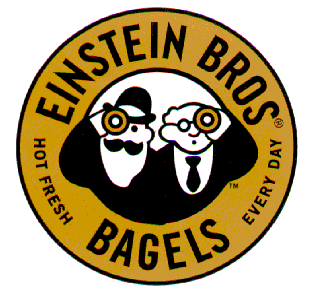 EINSTEIN BROS®
HOT FRESH
EVERY DAY
™
BAGELS